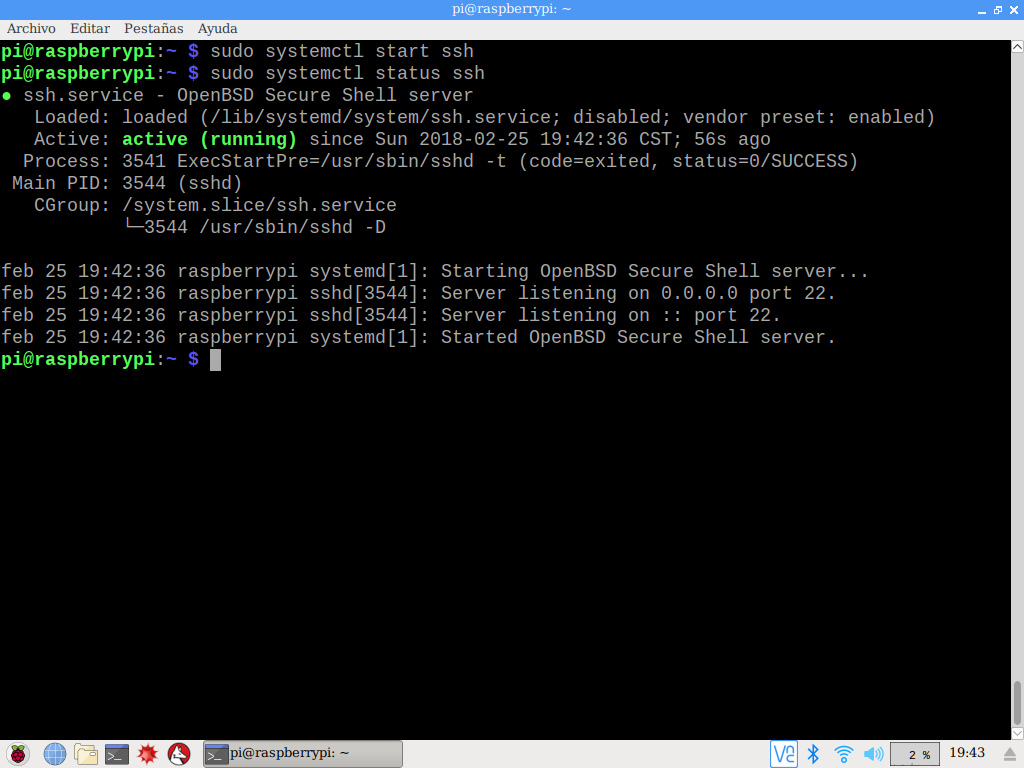 pi@raspberrypi: ~
Archivo Editar Pestañas Ayuda
pi@raspberrypi:~ $ sudo systemctl start ssh
pi@raspberrypi:~ $ sudo systemctl status ssh
● ssh.service - OpenBSD Secure Shell server
   Loaded: loaded (/lib/systemd/system/ssh.service; disabled; vendor preset: enabled)
   Active: active (running) since Sun 2018-02-25 19:42:36 CST; 56s ago
  Process: 3541 ExecStartPre=/usr/sbin/sshd -t (code=exited, status=0/SUCCESS)
 Main PID: 3544 (sshd)
   CGroup: /system.slice/ssh.service
           └─3544 /usr/sbin/sshd -D
feb 25 19:42:36 raspberrypi systemd[1]: Starting OpenBSD Secure Shell server...
feb 25 19:42:36 raspberrypi sshd[3544]: Server listening on 0.0.0.0 port 22.
feb 25 19:42:36 raspberrypi sshd[3544]: Server listening on :: port 22.
feb 25 19:42:36 raspberrypi systemd[1]: Started OpenBSD Secure Shell server.
pi@raspberrypi:~ $
pi@raspberrypi: ~ 2 % 19:43